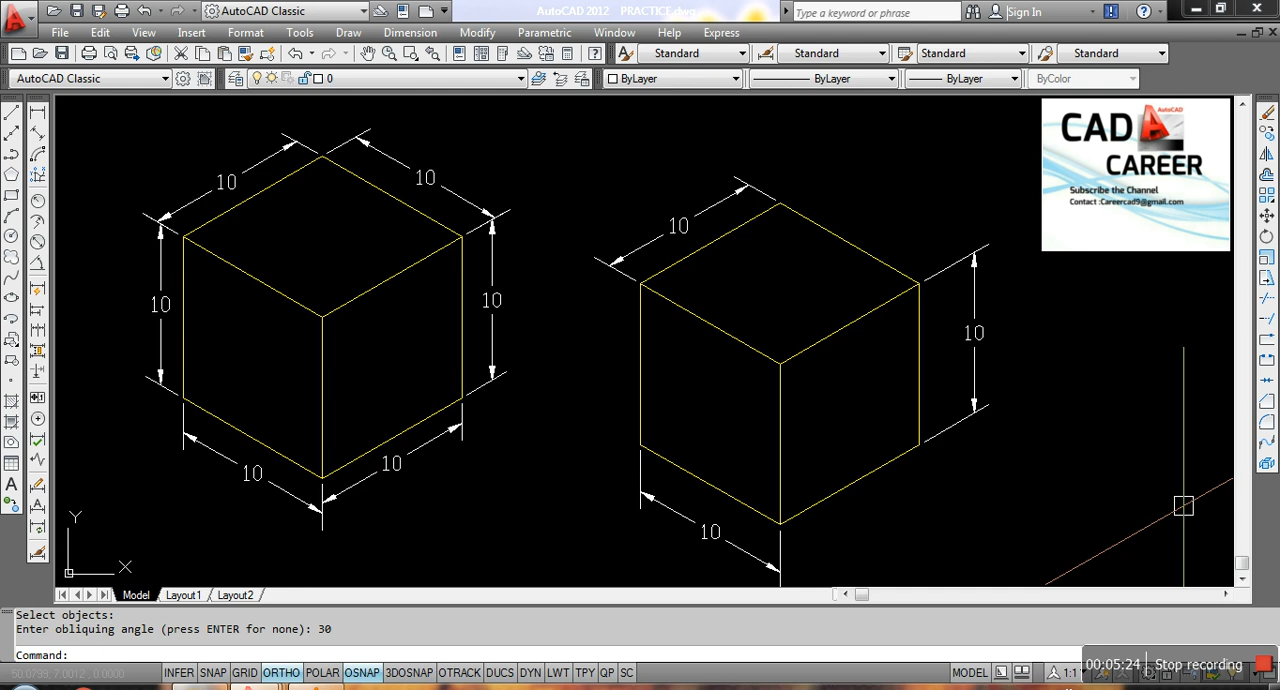 AutoCAD Classic
AutoCAD 2012 PRACTICE.dwg
Type a keyword or phrase
Sign In
File Edit View Insert Format Tools Draw Dimension Modify Parametric Window Help Express
Standard Standard Standard Standard
AutoCAD Classic 0 ByLayer ByLayer ByLayer ByColor
AutoCAD
CAD
CAREER
Subscribe the Channel
Contact :Careercad9@gmail.com
10 10
10 10
10 10
10 10
10
Y
X
Model Layout1 Layout2
Select objects:
Enter obliquing angle (press ENTER for none): 30
Command:
INFER SNAP GRID ORTHO POLAR OSNAP 3DOSNAP OTRACK DUCS DYN LWT TPY QP SC MODEL 1:1
00:05:24 Stop recording